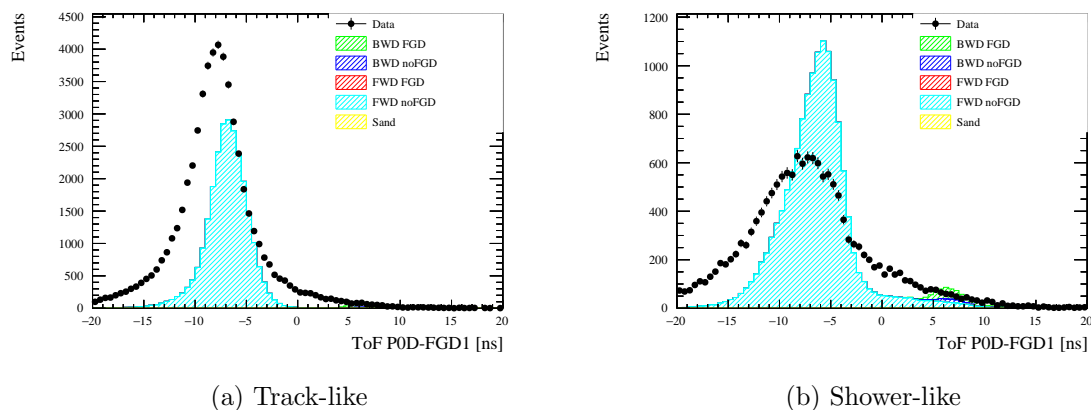 Events
4500
4000
3500
3000
2500
2000
1500
1000
500
0
−20 −15 −10 −5 0 5 10 15 20
ToF P0D-FGD1 [ns]
Data
BWD FGD
BWD noFGD
FWD FGD
FWD noFGD
Sand
(a) Track-like
Events
1200
1000
800
600
400
200
0
−20 −15 −10 −5 0 5 10 15 20
ToF P0D-FGD1 [ns]
Data
BWD FGD
BWD noFGD
FWD FGD
FWD noFGD
Sand
(b) Shower-like